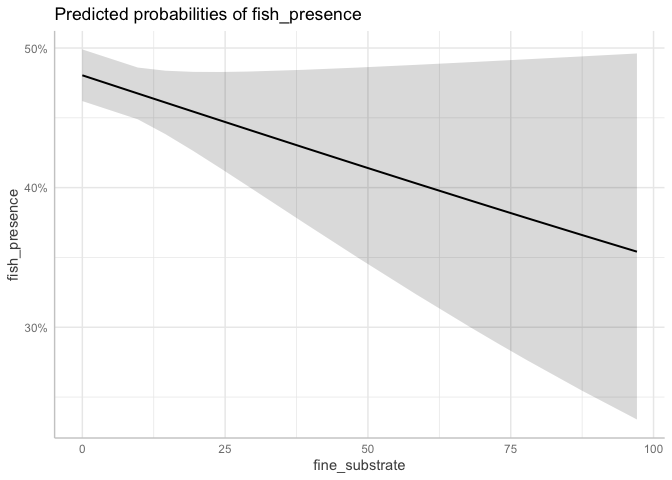 Predicted probabilities of fish_presence
50%
40%
30%
fish_presence
0
25
50
75
100
fine_substrate